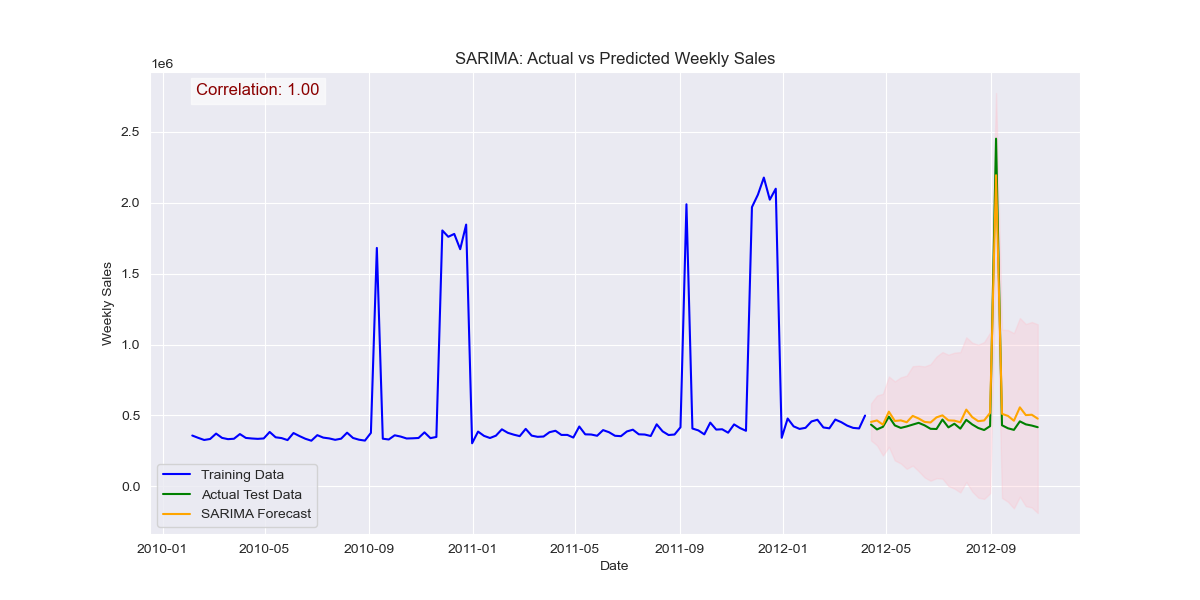 SARIMA: Actual vs Predicted Weekly Sales
1e6
Correlation: 1.00
2.5
2.0
1.5
1.0
0.5
0.0
Weekly Sales
Training Data
Actual Test Data
SARIMA Forecast
2010-01 2010-05 2010-09 2011-01 2011-05 2011-09 2012-01 2012-05 2012-09
Date